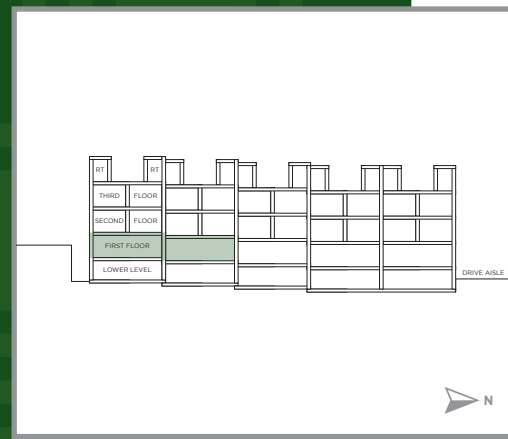 RT RT
THIRD FLOOR
SECOND FLOOR
FIRST FLOOR
LOWER LEVEL
DRIVE AISLE
N